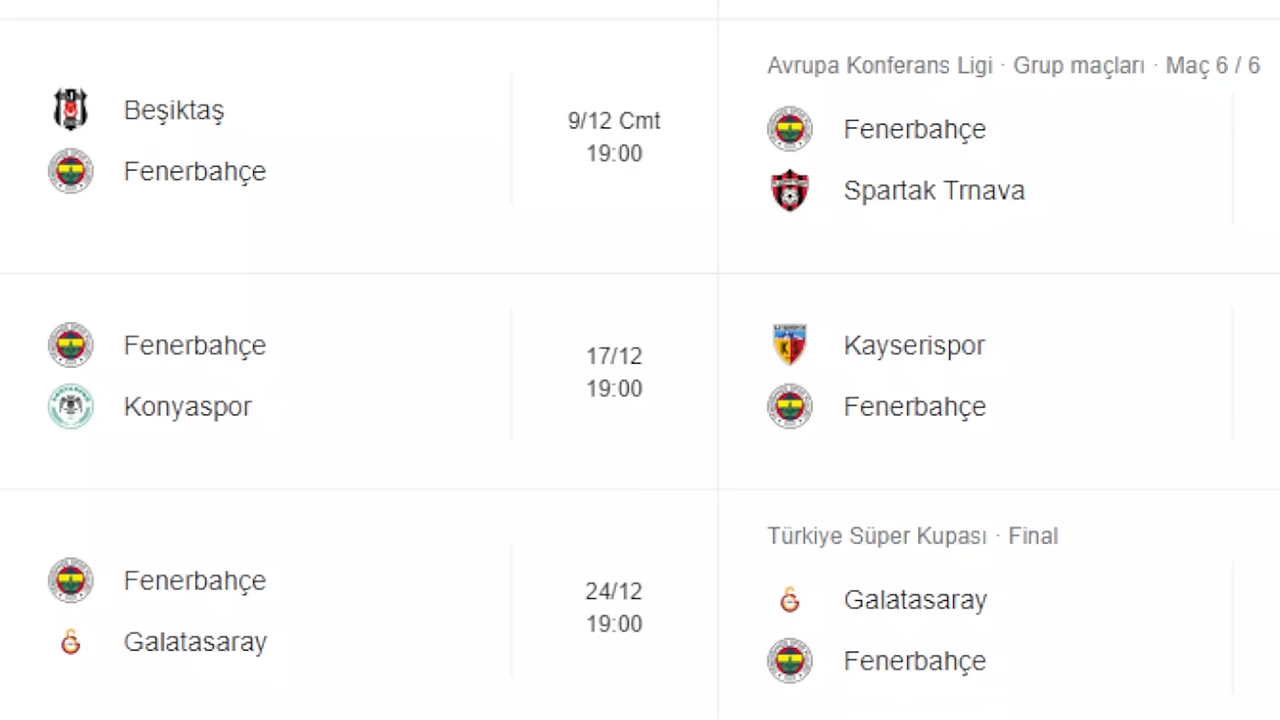 Beşiktaş
Fenerbahçe
9/12 Cmt
19:00
Avrupa Konferans Ligi · Grup maçları · Maç 6 / 6
Fenerbahçe
Spartak Trnava
Fenerbahçe
Konyaspor
17/12
19:00
Kayserispor
Fenerbahçe
Fenerbahçe
Galatasaray
24/12
19:00
Türkiye Süper Kupası · Final
Galatasaray
Fenerbahçe